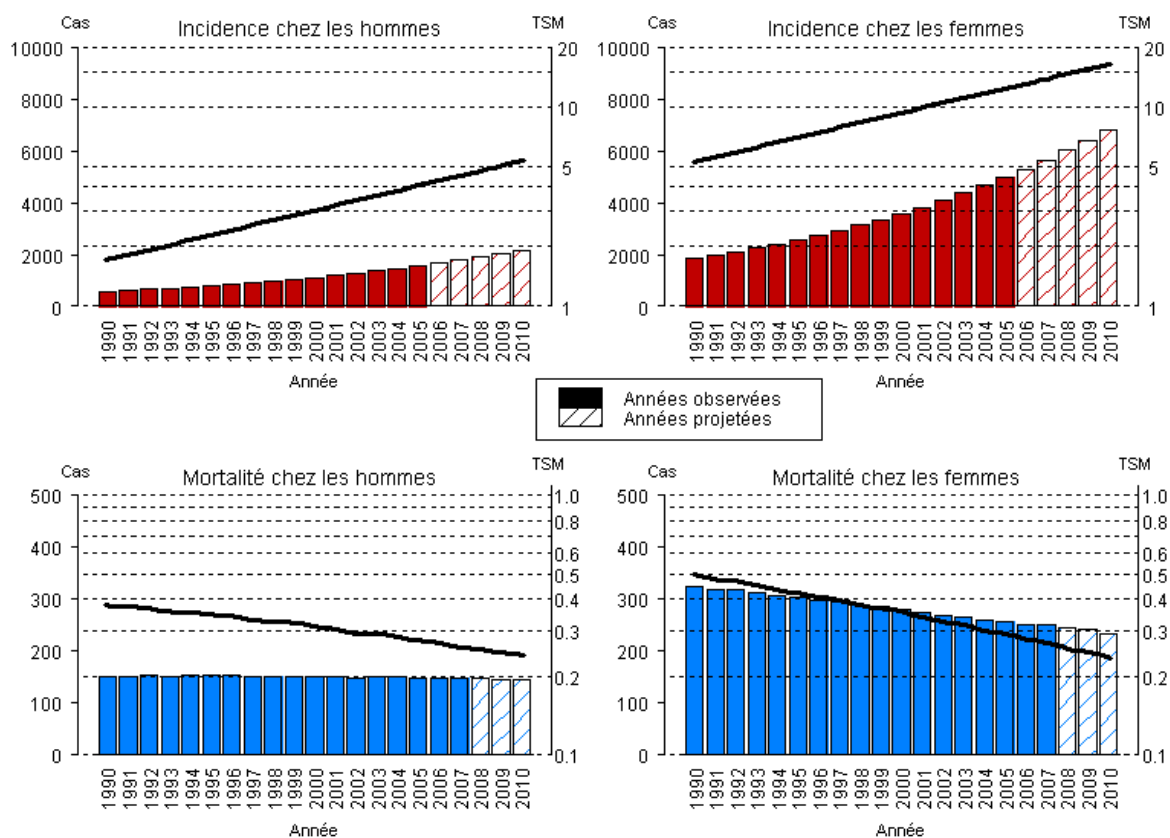 Cas Incidence chez les hommes TSM
10000 20
8000 10
6000 5
4000
2000
0 1
1990 1991 1992 1993 1994 1995 1996 1997 1998 1999 2000 2001 2002 2003 2004 2005 2006 2007 2008 2009 2010
Année
Cas Incidence chez les femmes TSM
10000 20
8000 10
6000 5
4000
2000
0 1
1990 1991 1992 1993 1994 1995 1996 1997 1998 1999 2000 2001 2002 2003 2004 2005 2006 2007 2008 2009 2010
Année
Années observées
Années projetées
Cas Mortalité chez les hommes TSM
500 1.0
400 0.8
300 0.6
200 0.5
100 0.4
0 0.3
0.2
0.1
1990 1991 1992 1993 1994 1995 1996 1997 1998 1999 2000 2001 2002 2003 2004 2005 2006 2007 2008 2009 2010
Année
Cas Mortalité chez les femmes TSM
500 1.0
400 0.8
300 0.6
200 0.5
100 0.4
0 0.3
0.2
0.1
1990 1991 1992 1993 1994 1995 1996 1997 1998 1999 2000 2001 2002 2003 2004 2005 2006 2007 2008 2009 2010
Année